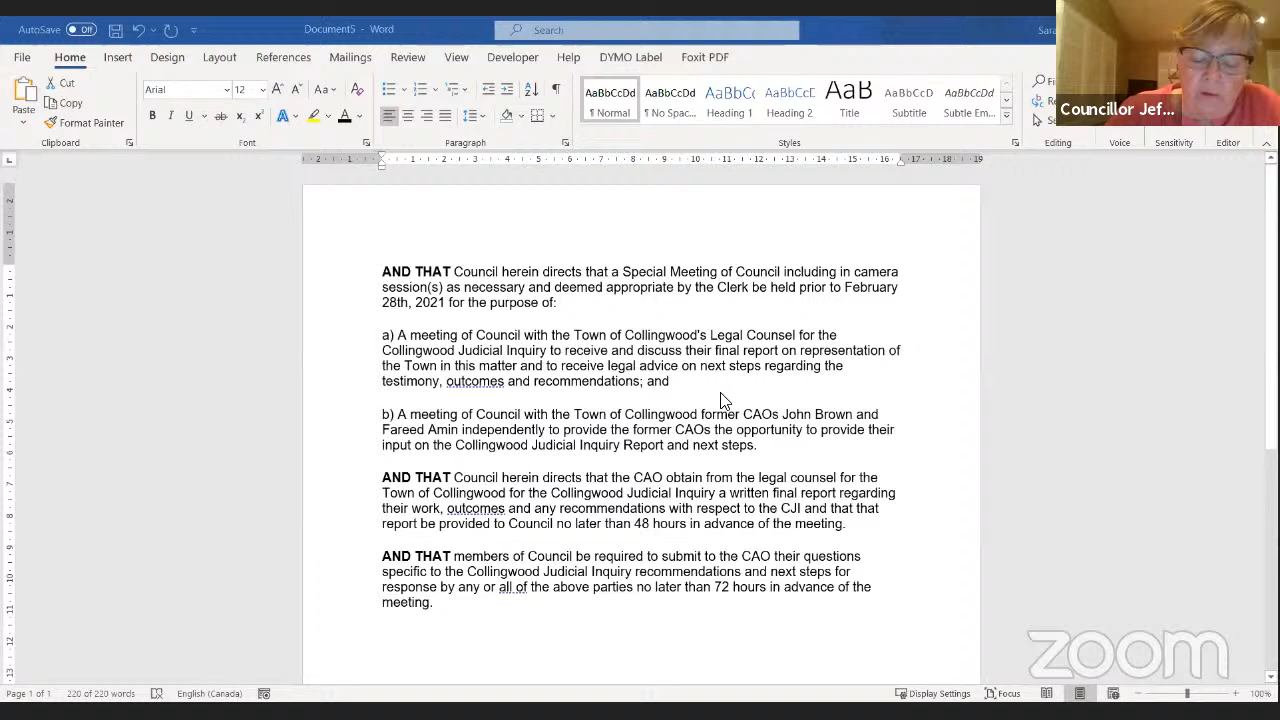 AutoSave Off Document5 - Word Search Sara
File Home Insert Design Layout References Mailings Review View Developer Help DYMO Label Foxit PDF
Paste Cut Copy Format Painter
Arial 12
AaBbCcDd ¶ Normal
AaBbCcDd ¶ No Spac...
AaBbCc Heading 1
AaBbCcC Heading 2
AaB Title
AaBbCcD Subtitle
AaBbCcDd Subtle Em...
Councillor Jef...
Clipboard Font Paragraph Styles Editing Voice Sensitivity Editor
AND THAT Council herein directs that a Special Meeting of Council including in camera
session(s) as necessary and deemed appropriate by the Clerk be held prior to February
28th, 2021 for the purpose of:
a) A meeting of Council with the Town of Collingwood's Legal Counsel for the
Collingwood Judicial Inquiry to receive and discuss their final report on representation of
the Town in this matter and to receive legal advice on next steps regarding the
testimony, outcomes and recommendations; and
b) A meeting of Council with the Town of Collingwood former CAOs John Brown and
Fareed Amin independently to provide the former CAOs the opportunity to provide their
input on the Collingwood Judicial Inquiry Report and next steps.
AND THAT Council herein directs that the CAO obtain from the legal counsel for the
Town of Collingwood for the Collingwood Judicial Inquiry a written final report regarding
their work, outcomes and any recommendations with respect to the CJI and that that
report be provided to Council no later than 48 hours in advance of the meeting.
AND THAT members of Council be required to submit to the CAO their questions
specific to the Collingwood Judicial Inquiry recommendations and next steps for
response by any or all of the above parties no later than 72 hours in advance of the
meeting.
zoom
Page 1 of 1 220 of 220 words English (Canada) Display Settings Focus 100%